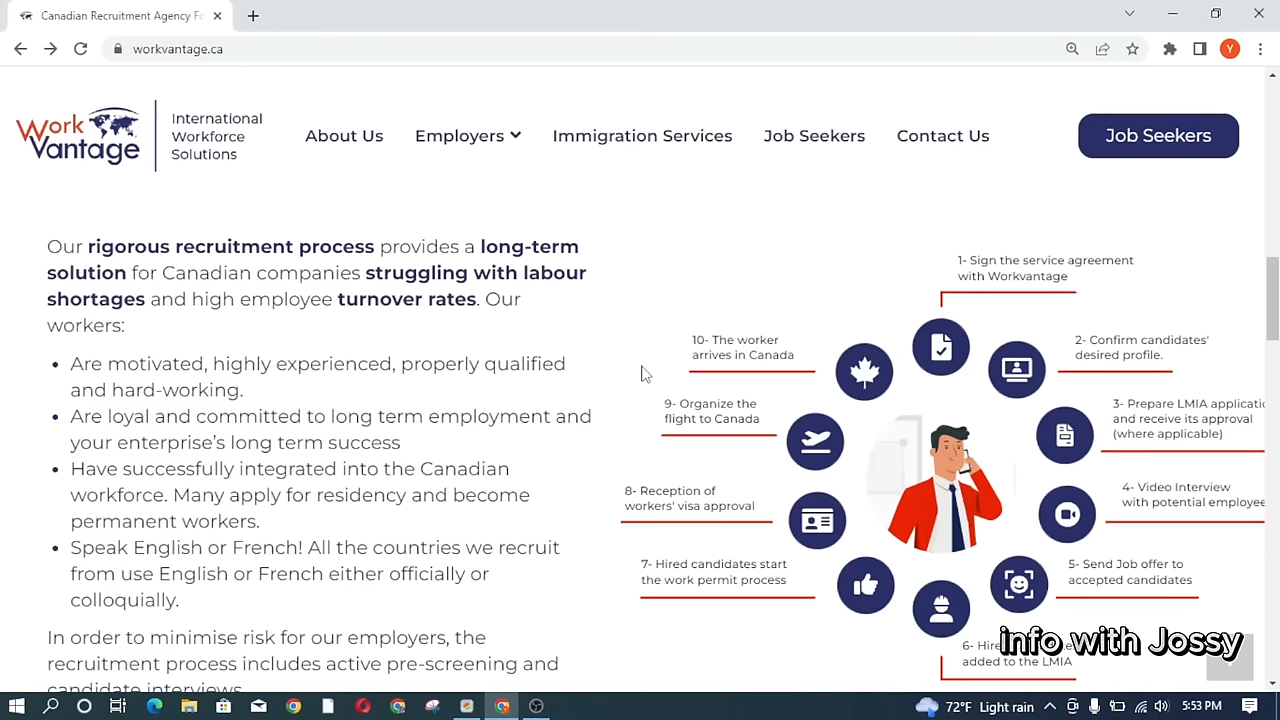 Canadian Recruitment Agency Fo
workvantage.ca
Y
Work
Vantage
International
Workforce
Solutions
About Us
Employers
Immigration Services
Job Seekers
Contact Us
Job Seekers
Our rigorous recruitment process provides a long-term
solution for Canadian companies struggling with labour
shortages and high employee turnover rates. Our
workers:
• Are motivated, highly experienced, properly qualified
and hard-working.
• Are loyal and committed to long term employment and
your enterprise's long term success
• Have successfully integrated into the Canadian
workforce. Many apply for residency and become
permanent workers.
• Speak English or French! All the countries we recruit
from use English or French either officially or
colloquially.
In order to minimise risk for our employers, the
recruitment process includes active pre-screening and
candidate interviews
1- Sign the service agreement
with Workvantage
2- Confirm candidates'
desired profile.
3- Prepare LMIA applicatio
and receive its approval
(where applicable)
4- Video Interview
with potential employee
5- Send Job offer to
accepted candidates
6- Hire
added to the LMIA
7- Hired candidates start
the work permit process
8- Reception of
workers' visa approval
9- Organize the
flight to Canada
10- The worker
arrives in Canada
info with Jossy
72°F Light rain
5:53 PM